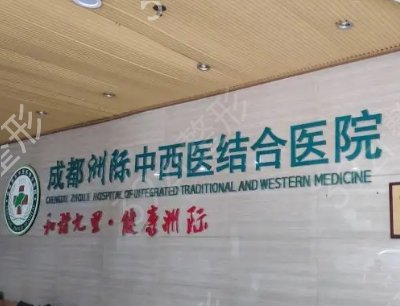 成都洲际中西医结合医院
CHENGDU ZHOUJI HOSPITAL OF INTEGRATED TRADITIONAL AND WESTERN MEDICINE
和谐九里·健康洲际